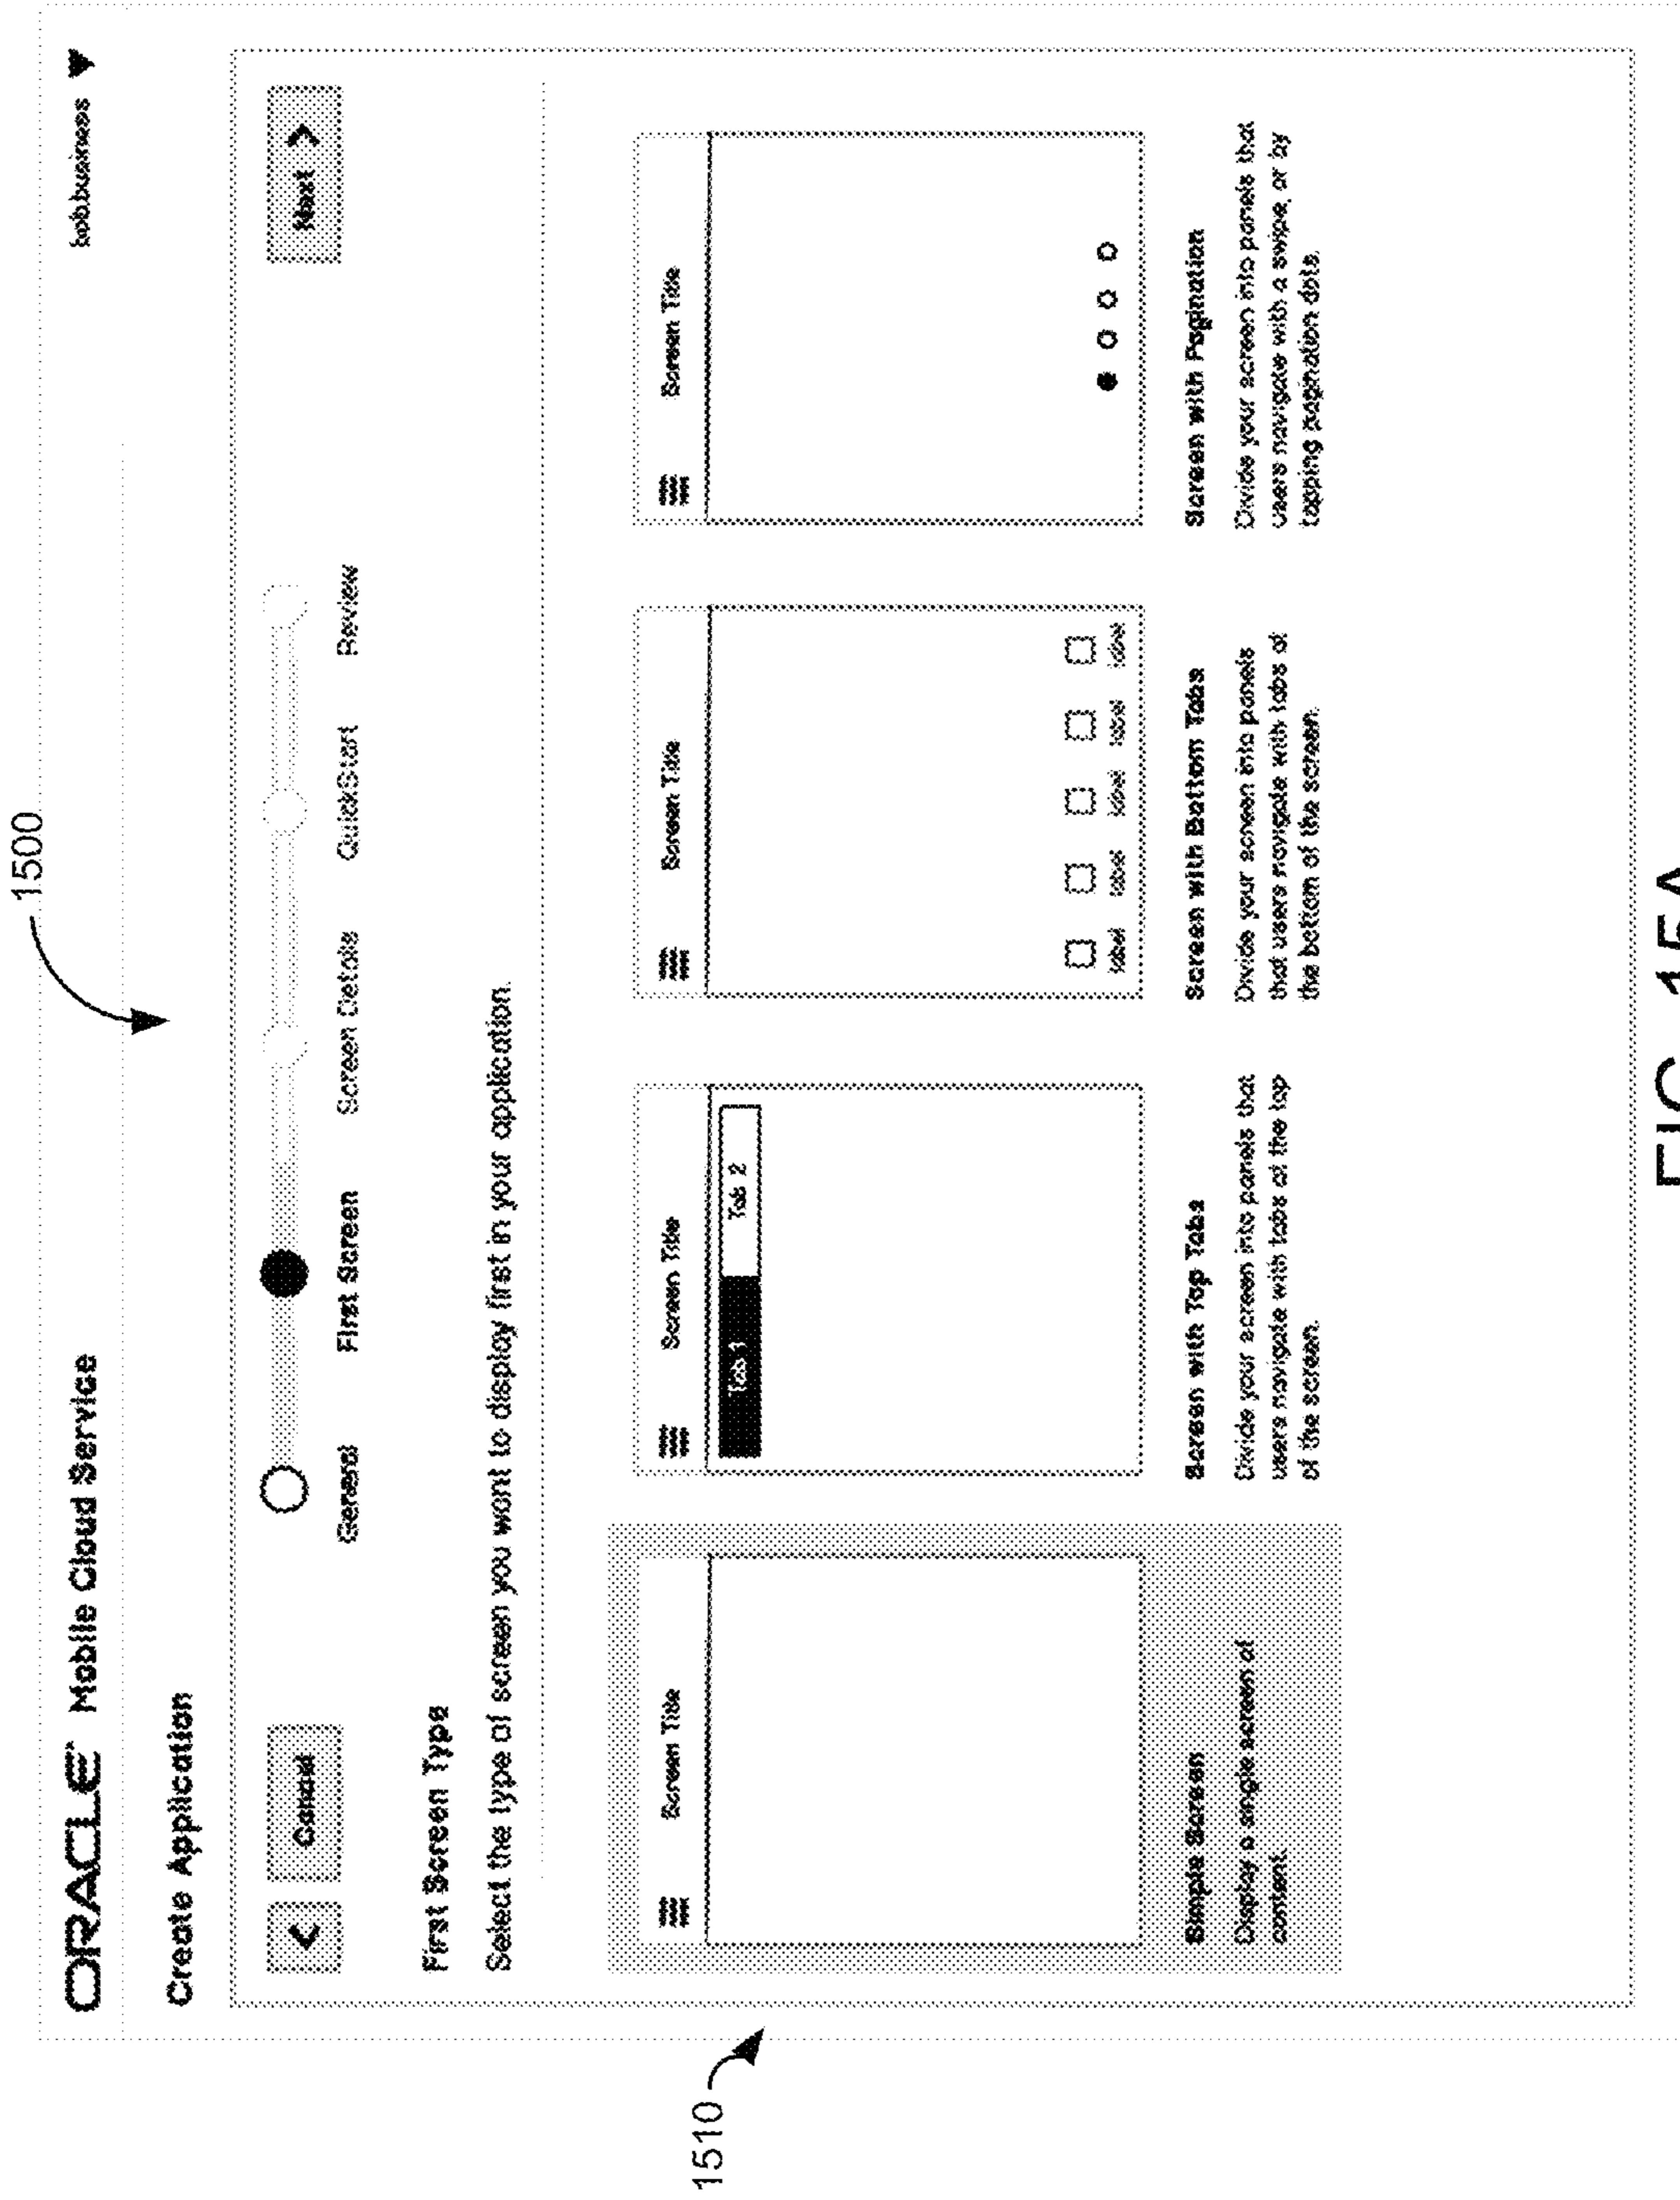 1500
ORACLE Mobile Cloud Service
bob.business
Create Application
< Cancel
Next >
General
First Screen
Screen Details
QuickStart
Review
First Screen Type
Select the type of screen you want to display first in your application.
1510
Screen Title
Simple Screen
Display a single screen of
content.
Screen Title
Tab 1
Tab 2
Screen with Top Tabs
Divide your screen into panels that
users navigate with tabs at the top
of the screen.
Screen Title
label label label label label
Screen with Bottom Tabs
Divide your screen into panels
that users navigate with tabs at
the bottom of the screen.
Screen Title
Screen with Pagination
Divide your screen into panels that
users navigate with a swipe, or by
tapping pagination dots.
FIG. 15A